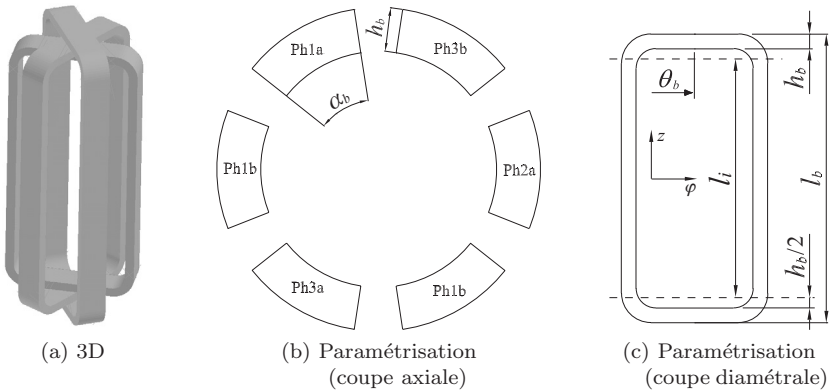 Ph1a
h_b
Ph3b
α_b
Ph1b
Ph2a
Ph3a
Ph1b
θ_b
h_b
z
φ
l_i
l_b
h_b/2
(a) 3D
(b) Paramétrisation
(coupe axiale)
(c) Paramétrisation
(coupe diamétrale)